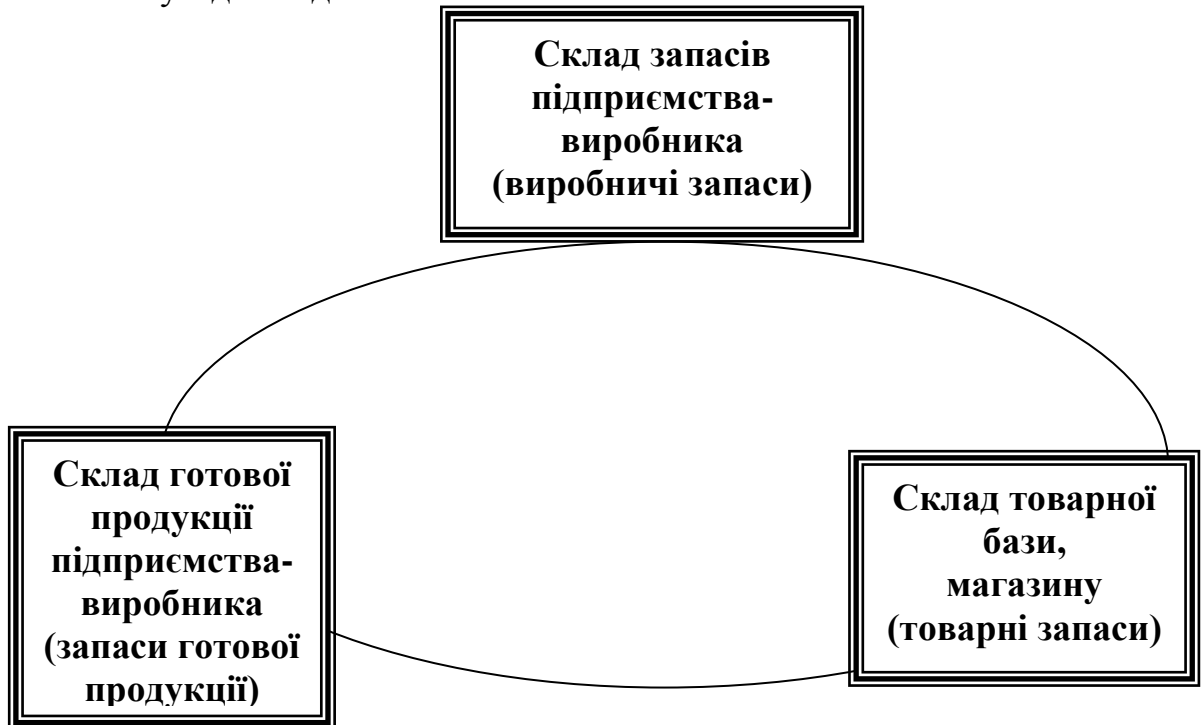 Склад запасів
підприємства-
виробника
(виробничі запаси)
Склад готової
продукції
підприємства-
виробника
(запаси готової
продукції)
Склад товарної
бази,
магазину
(товарні запаси)